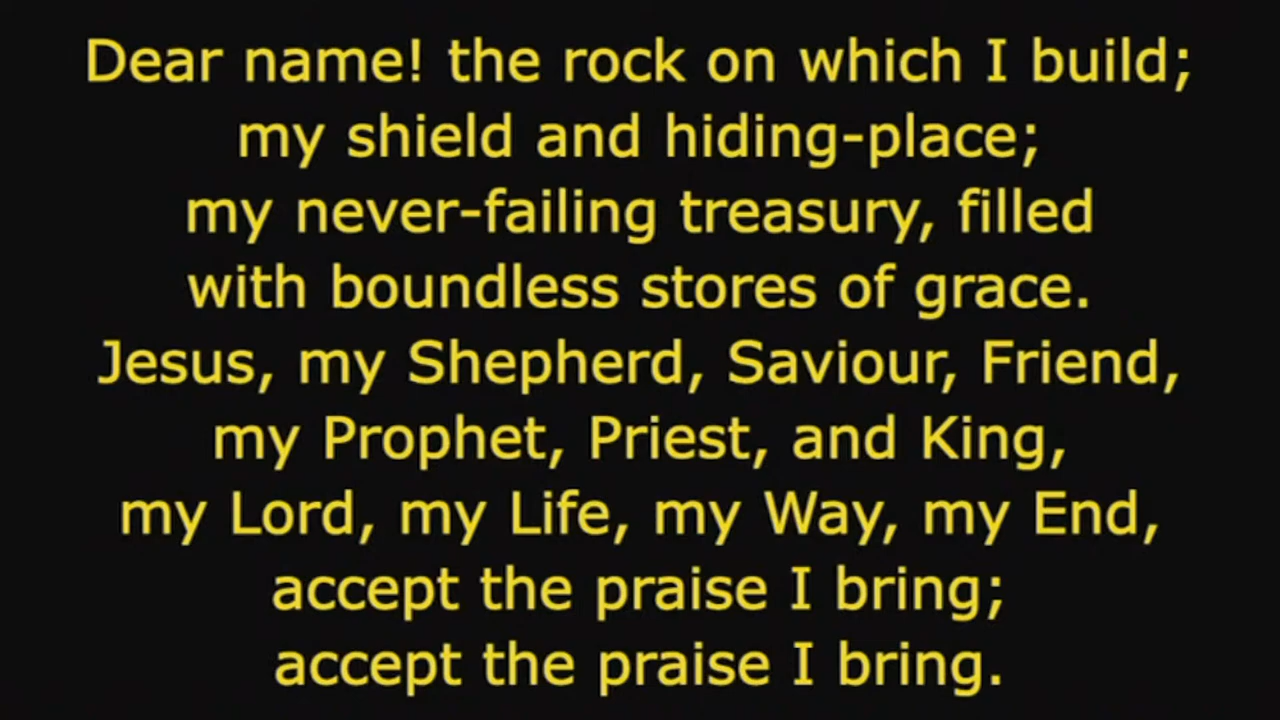 Dear name! the rock on which I build;
my shield and hiding-place;
my never-failing treasury, filled
with boundless stores of grace.
Jesus, my Shepherd, Saviour, Friend,
my Prophet, Priest, and King,
my Lord, my Life, my Way, my End,
accept the praise I bring;
accept the praise I bring.